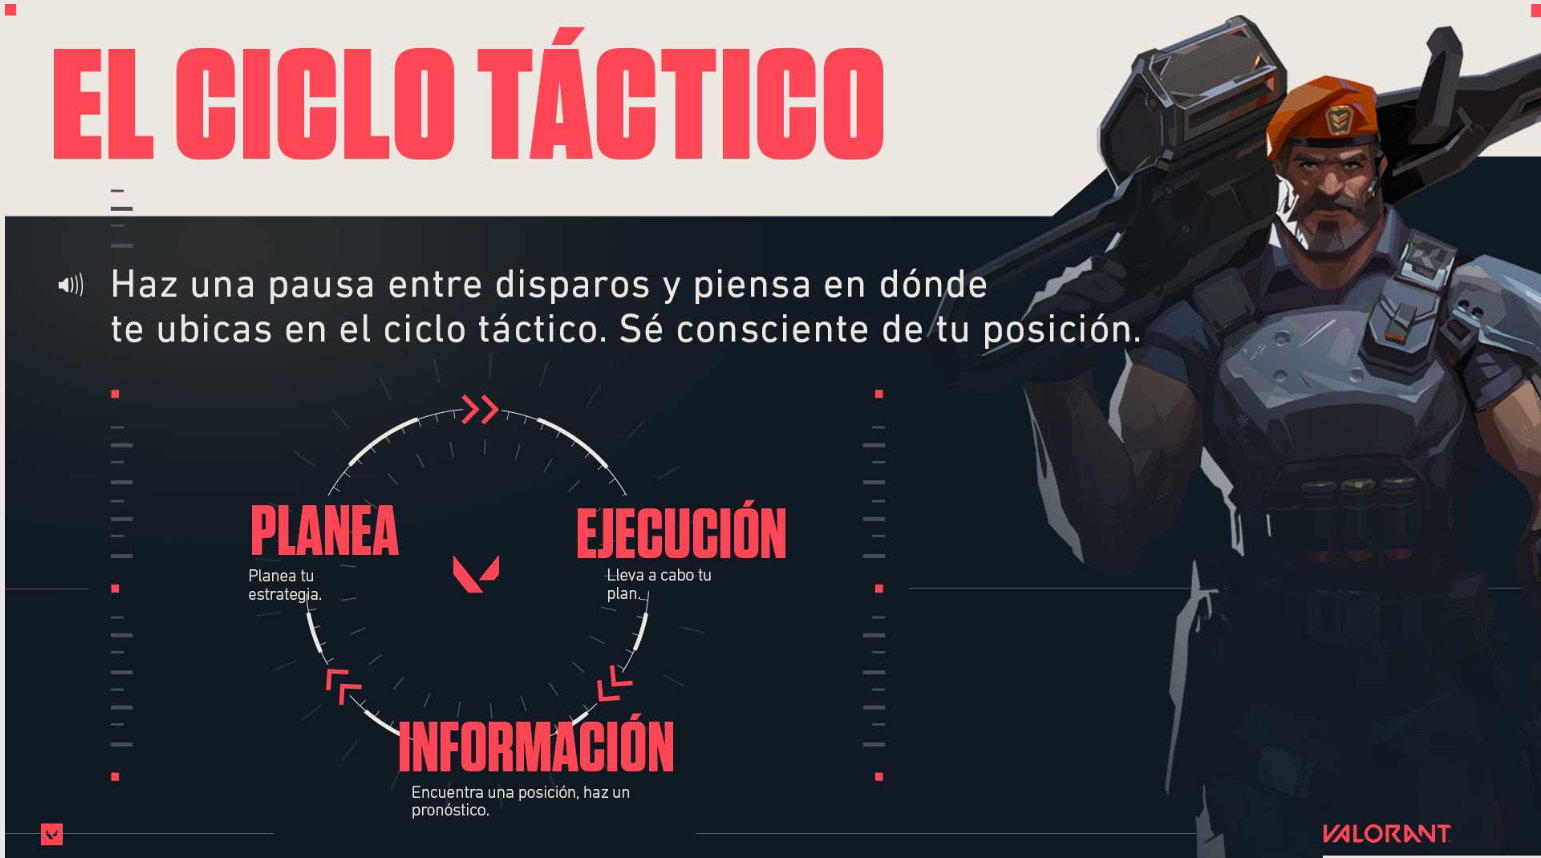 EL CICLO TÁCTICO
Haz una pausa entre disparos y piensa en dónde
te ubicas en el ciclo táctico. Sé consciente de tu posición.
PLANEA
Planea tu
estrategia.
EJECUCIÓN
Lleva a cabo tu
plan.
INFORMACIÓN
Encuentra una posición, haz un
pronóstico.
VALORANT